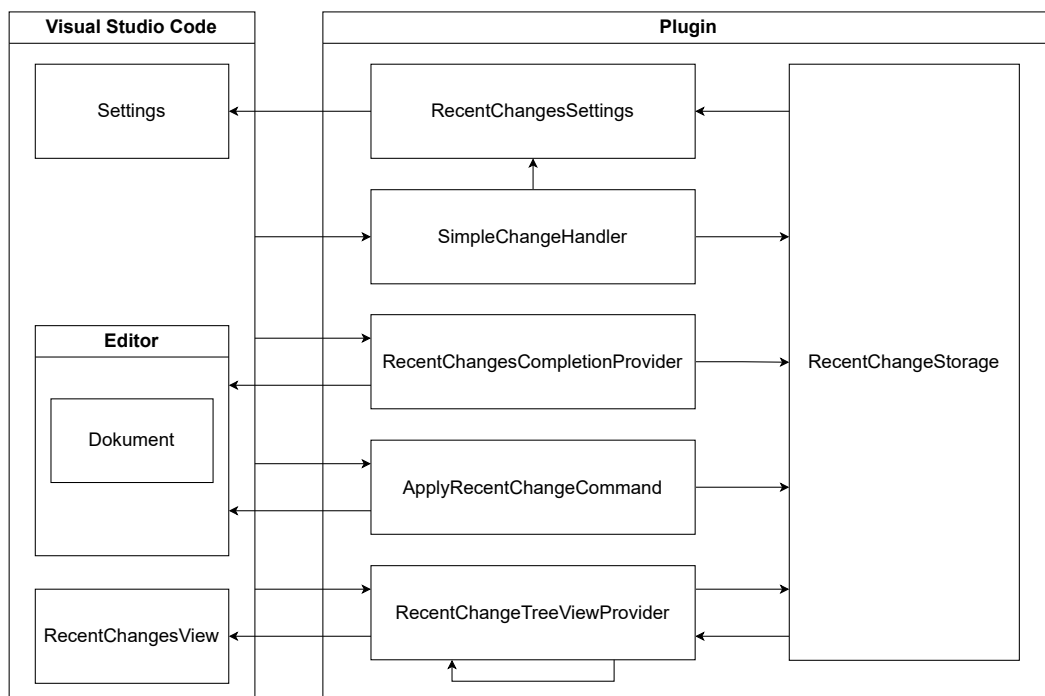 Visual Studio Code
Plugin
Settings
RecentChangesSettings
SimpleChangeHandler
Editor
RecentChangesCompletionProvider
RecentChangeStorage
Dokument
ApplyRecentChangeCommand
RecentChangesView
RecentChangeTreeViewProvider